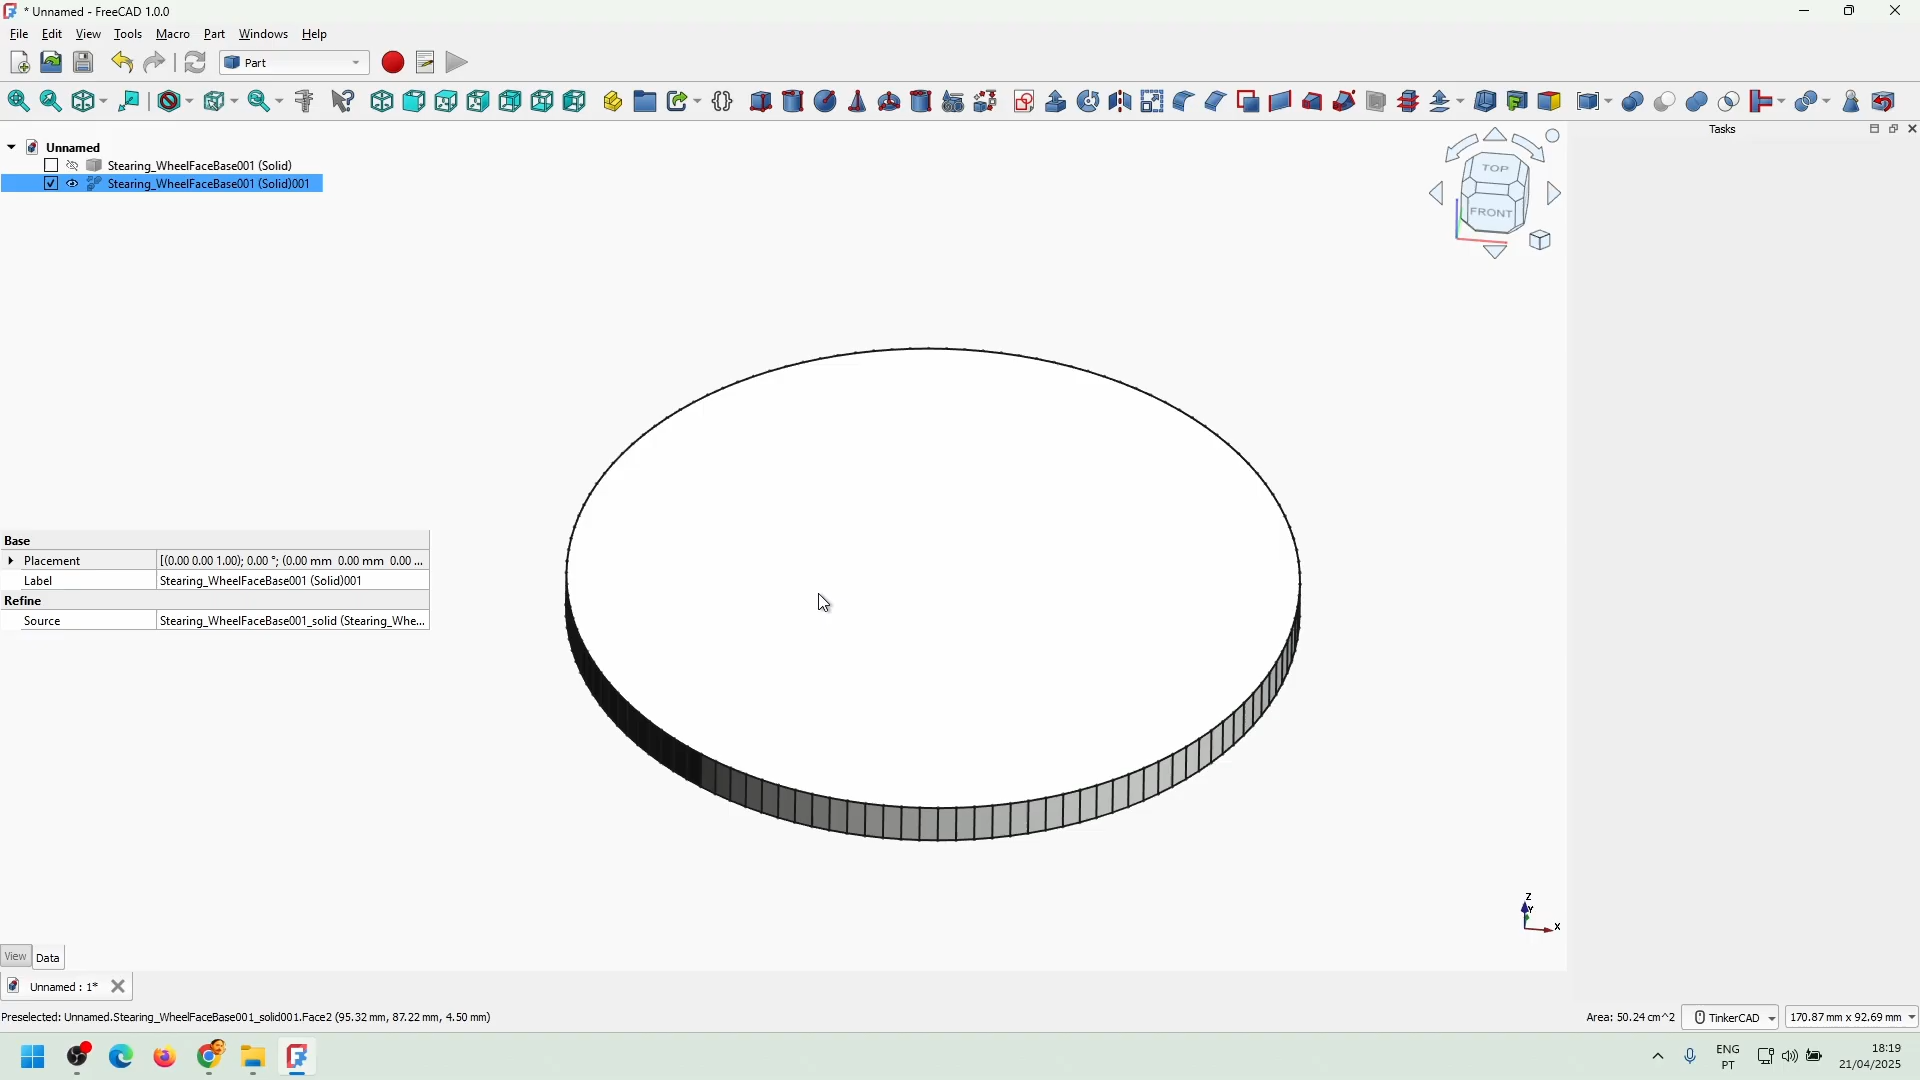 * Unnamed - FreeCAD 1.0.0
File Edit View Tools Macro Part Windows Help
Part
Tasks
Unnamed
Stearing_WheelFaceBase001 (Solid)
Stearing_WheelFaceBase001 (Solid)001
TOP
FRONT
Base
Placement [(0.00 0.00 1.00); 0.00 °; (0.00 mm 0.00 mm 0.00 ...
Label Stearing_WheelFaceBase001 (Solid)001
Refine
Source Stearing_WheelFaceBase001_solid (Stearing_Whe...
Z
Y
X
View Data
Unnamed : 1*
Preselected: Unnamed.Stearing_WheelFaceBase001_solid001.Face2 (95.32 mm, 87.22 mm, 4.50 mm)
Area: 50.24 cm^2 TinkerCAD 170.87 mm x 92.69 mm
ENG
PT
18:19
21/04/2025